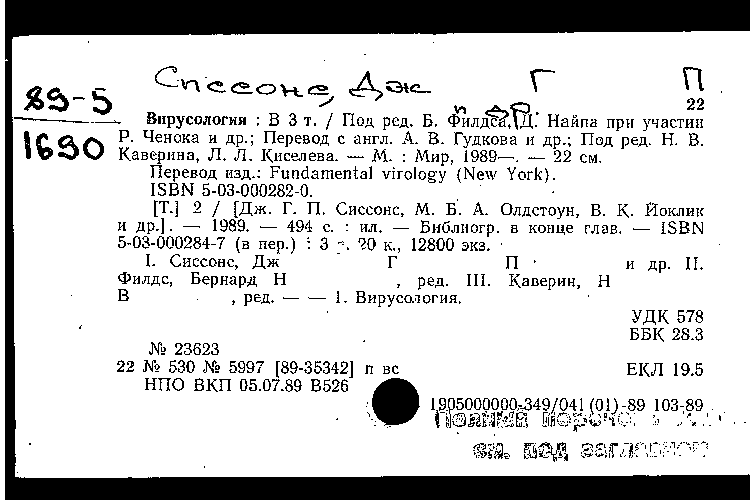 Сиссонс, Дж Г П
89-5
1690
22
Вирусология : В 3 т. / Под ред. Б. Филдса, Д. Найпа при участии
Р. Ченока и др.; Перевод с англ. А. В. Гудкова и др.; Под ред. Н. В.
Каверина, Л. Л. Киселева. — М. : Мир, 1989—. — 22 см.
Перевод изд.: Fundamental virology (New York).
ISBN 5-03-000282-0.
[Т.] 2 / [Дж. Г. П. Сиссонс, М. Б. А. Олдстоун, В. К. Йоклик
и др.]. — 1989. — 494 с. : ил. — Библиогр. в конце глав. — ISBN
5-03-000284-7 (в пер.) : 3 р. 20 к., 12800 экз.
I. Сиссонс, Дж Г П и др. II.
Филдс, Бернард Н , ред. III. Каверин, Н
В , ред. — — 1. Вирусология.
УДК 578
ББК 28.3
№ 23623
22 № 530 № 5997 [89-35342] п вс ЕКЛ 19.5
НПО ВКП 05.07.89 В526
1905000000-349/041(01)-89 103-89
Полный
см. под заглавием